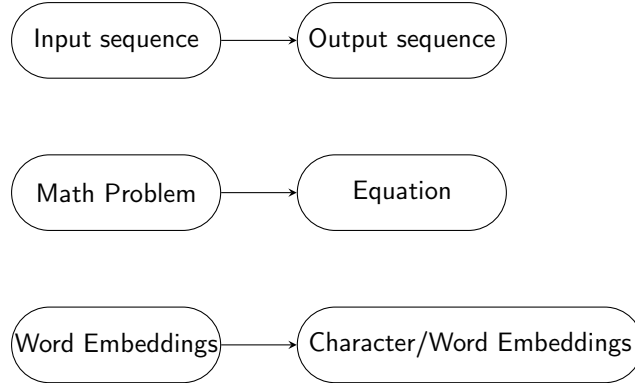 Input sequence
Output sequence
Math Problem
Equation
Word Embeddings
Character/Word Embeddings